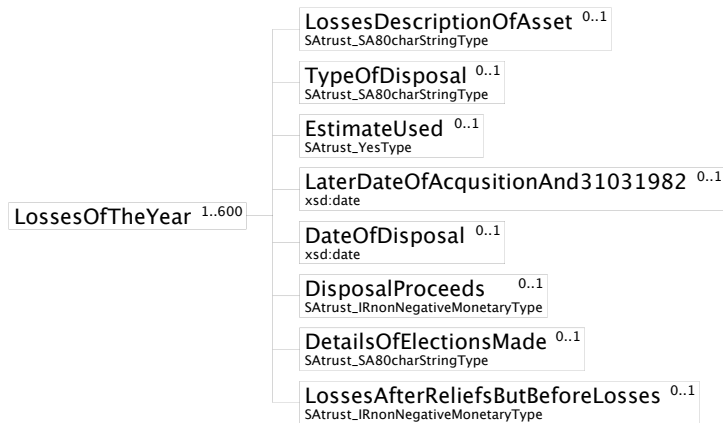 LossesDescriptionOfAsset 0..1
SAtrust_SA80charStringType
TypeOfDisposal 0..1
SAtrust_SA80charStringType
EstimateUsed 0..1
SAtrust_YesType
LaterDateOfAcqusitionAnd31031982 0..1
xsd:date
LossesOfTheYear 1..600
DateOfDisposal 0..1
xsd:date
DisposalProceeds 0..1
SAtrust_IRnonNegativeMonetaryType
DetailsOfElectionsMade 0..1
SAtrust_SA80charStringType
LossesAfterReliefsButBeforeLosses 0..1
SAtrust_IRnonNegativeMonetaryType